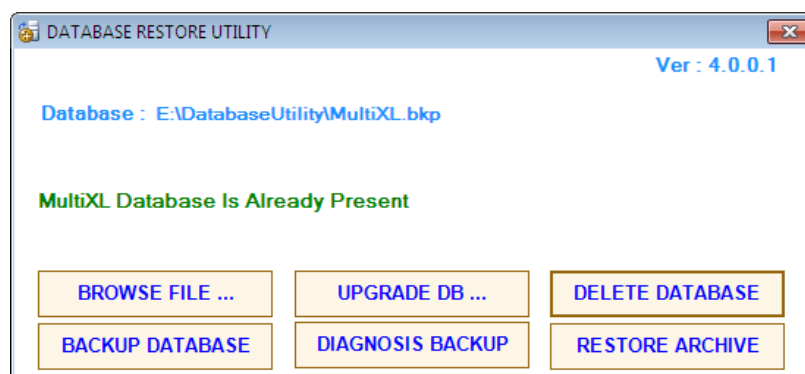 DATABASE RESTORE UTILITY
Ver : 4.0.0.1
Database : E:\DatabaseUtility\MultiXL.bkp
MultiXL Database Is Already Present
BROWSE FILE ... UPGRADE DB ... DELETE DATABASE
BACKUP DATABASE DIAGNOSIS BACKUP RESTORE ARCHIVE